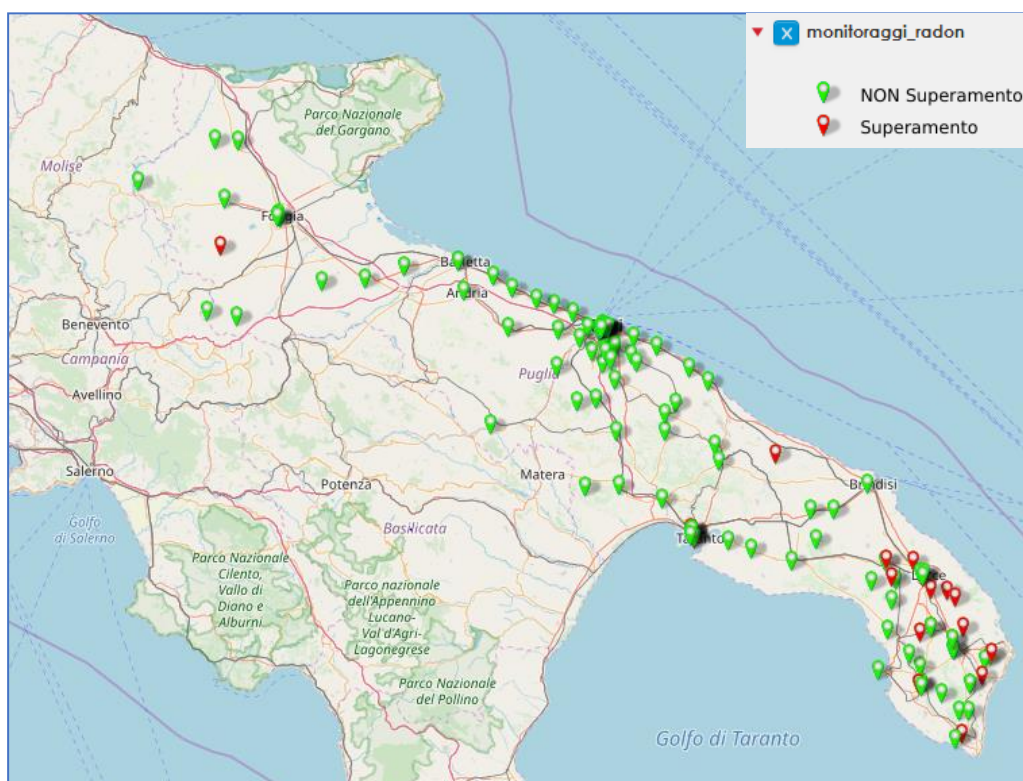 monitoraggi_radon
NON Superamento
Superamento
Parco Nazionale
del Gargano
Molise
Foggia
Barletta
Andria
Benevento
Campania
Puglia
Avellino
Salerno
Matera
Potenza
Brindisi
Golfo
di Salerno
Basilicata
Taranto
Parco Nazionale
Cilento,
Vallo di
Diano e
Alburni
Parco nazionale
dell'Appennino
Lucano-
Val d'Agri-
Lagonegrese
Lecce
Parco Nazionale
del Pollino
Golfo di Taranto